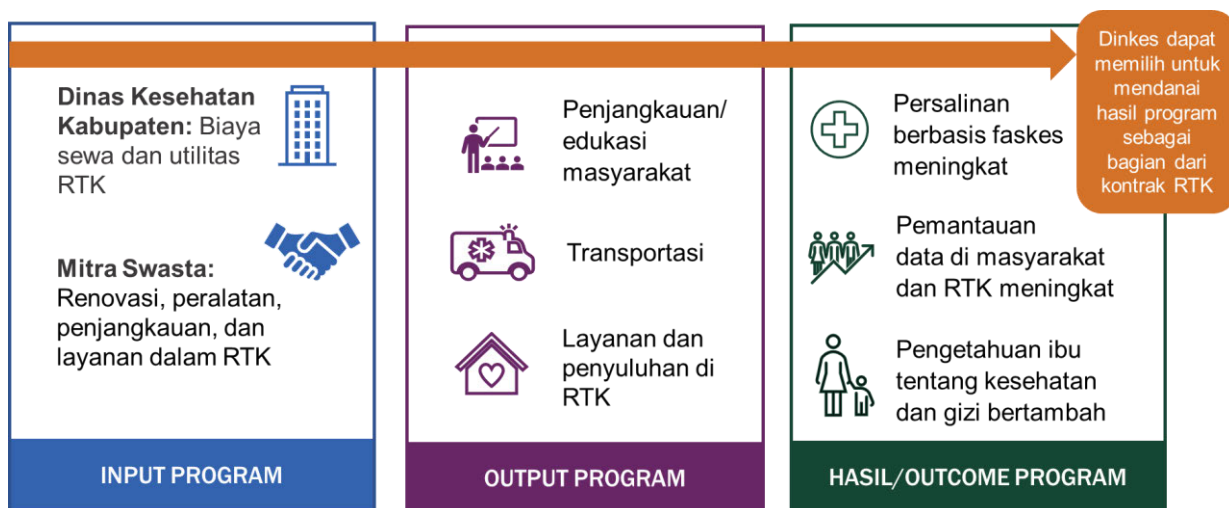 Dinas Kesehatan
Kabupaten: Biaya
sewa dan utilitas
RTK
Mitra Swasta:
Renovasi, peralatan,
penjangkauan, dan
layanan dalam RTK
INPUT PROGRAM
Penjangkauan/
edukasi
masyarakat
Transportasi
Layanan dan
penyuluhan di
RTK
OUTPUT PROGRAM
Persalinan
berbasis faskes
meningkat
Pemantauan
data di masyarakat
dan RTK meningkat
Pengetahuan ibu
tentang kesehatan
dan gizi bertambah
HASIL/OUTCOME PROGRAM
Dinkes dapat
memilih untuk
mendanai
hasil program
sebagai
bagian dari
kontrak RTK